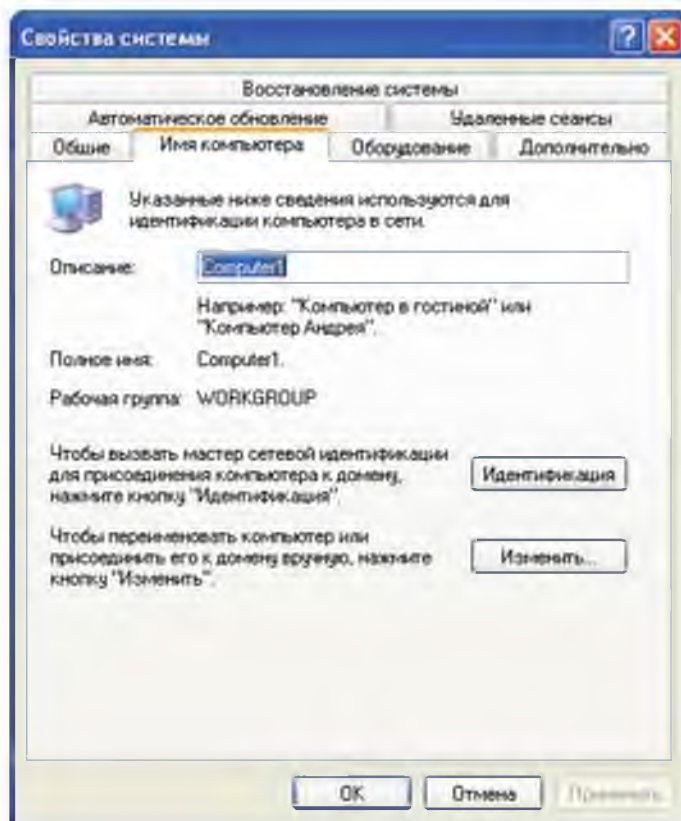 Свойства системы
Восстановление системы
Автоматическое обновление
Удаленные сеансы
Общие
Имя компьютера
Оборудование
Дополнительно
Указанные ниже сведения используются для
идентификации компьютера в сети.
Описание:
Computer1
Например: "Компьютер в гостиной" или
"Компьютер Андрея".
Полное имя:
Computer1.
Рабочая группа:
WORKGROUP
Чтобы вызвать мастер сетевой идентификации
для присоединения компьютера к домену,
нажмите кнопку "Идентификация".
Идентификация
Чтобы переименовать компьютер или
присоединить его к домену вручную, нажмите
кнопку "Изменить".
Изменить...
OK
Отмена
Применить